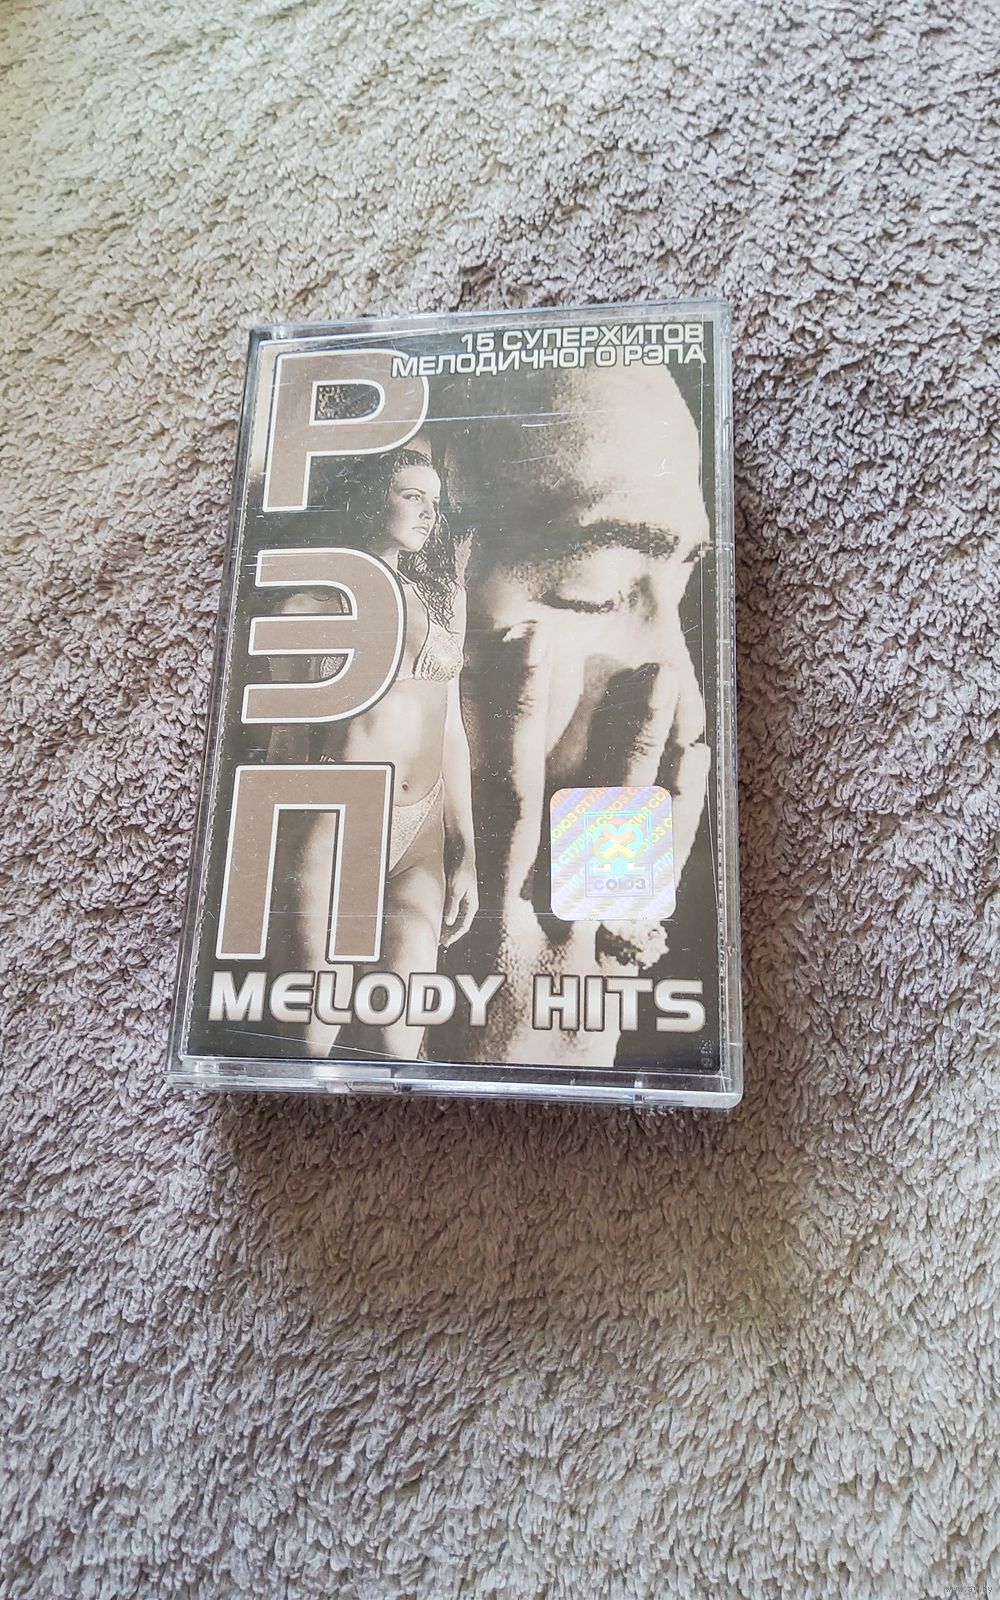 15 СУПЕРХИТОВ
МЕЛОДИЧНОГО РЭПА
РЭП
СОЮЗ
MELODY HITS